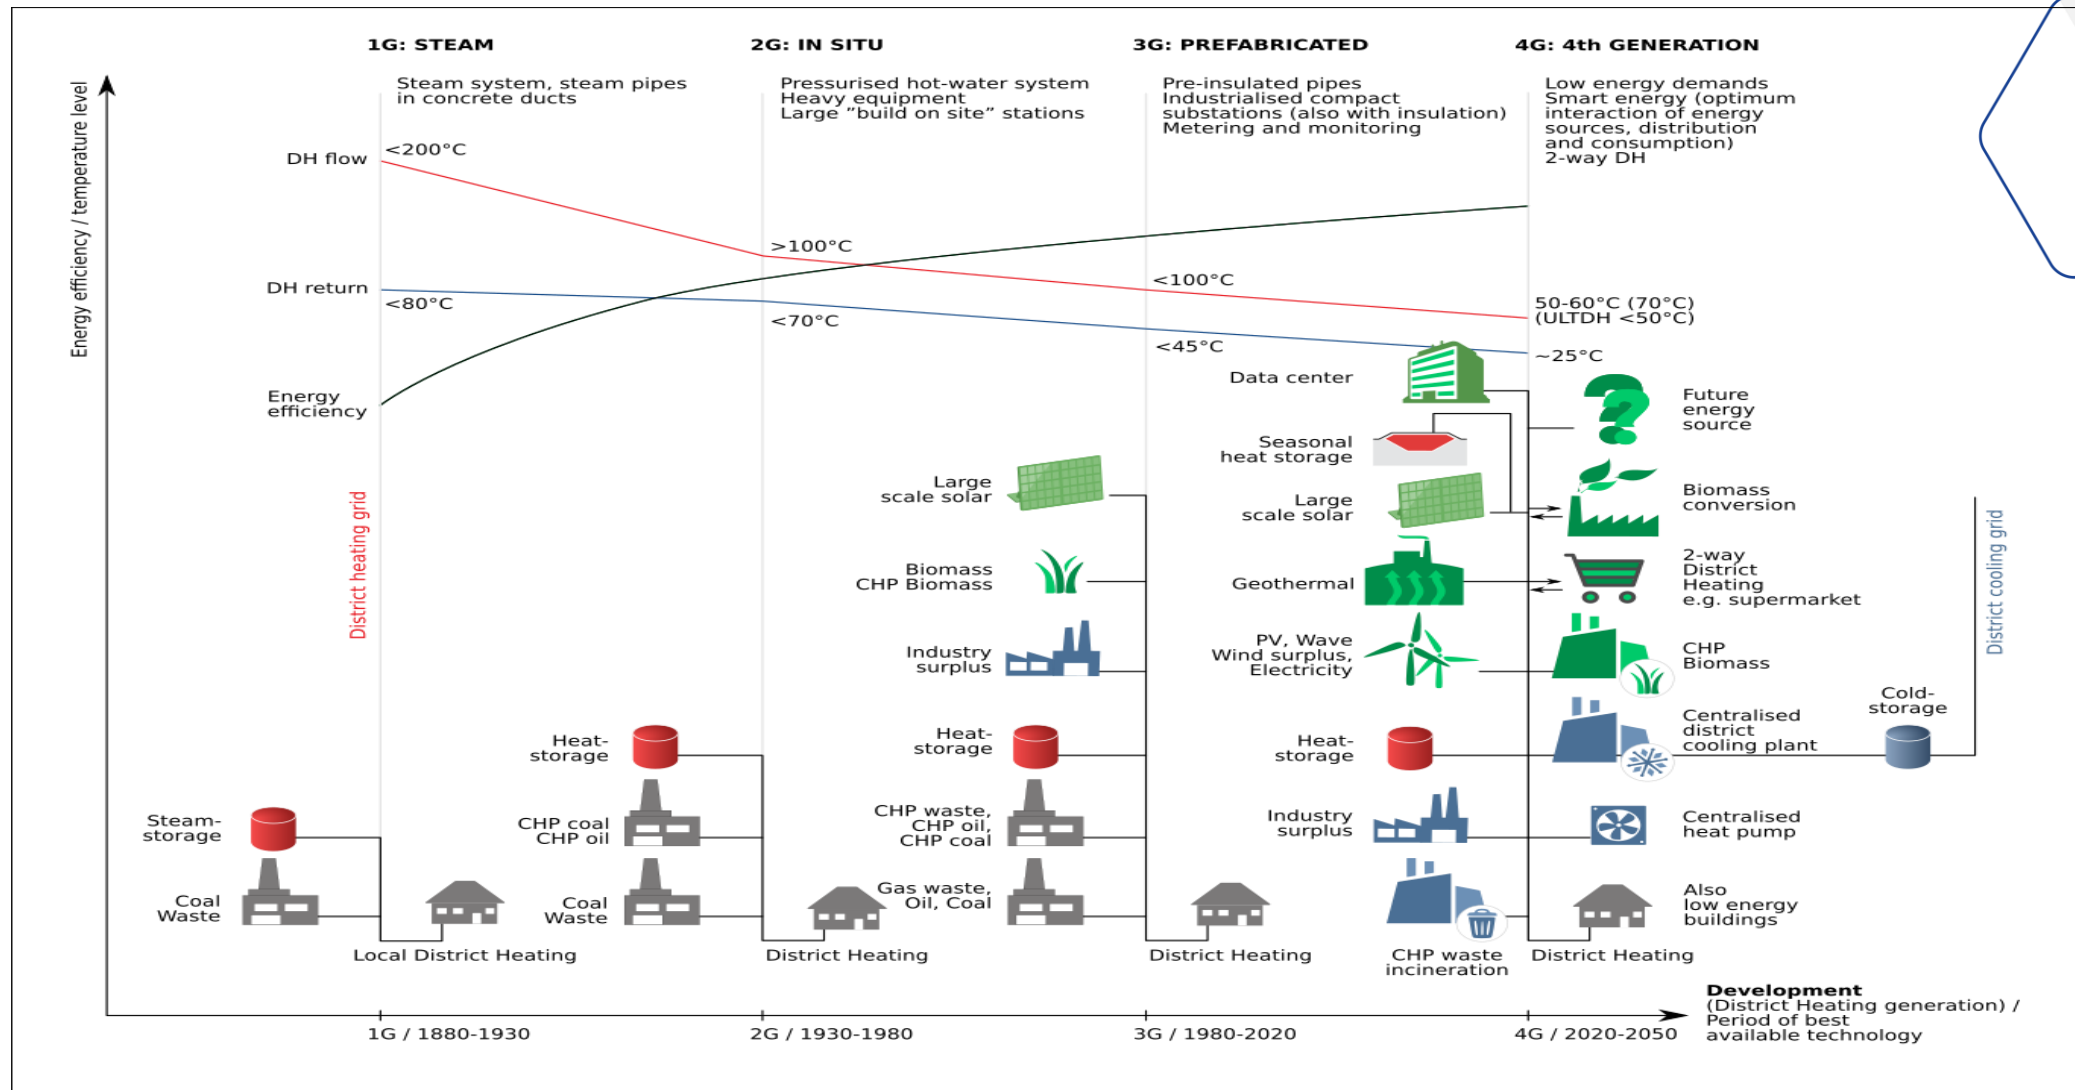 1G: STEAM
2G: IN SITU
3G: PREFABRICATED
4G: 4th GENERATION
Steam system, steam pipes
in concrete ducts
Pressurised hot-water system
Heavy equipment
Large "build on site" stations
Pre-insulated pipes
Industrialised compact
substations (also with insulation)
Metering and monitoring
Low energy demands
Smart energy (optimum
interaction of energy
sources, distribution
and consumption)
2-way DH
Energy efficiency / temperature level
DH flow
<200°C
>100°C
<100°C
50-60°C (70°C)
(ULTDH <50°C)
DH return
<80°C
<70°C
<45°C
~25°C
Energy
efficiency
District heating grid
Steam-
storage
Coal
Waste
Local District Heating
Heat-
storage
CHP coal
CHP oil
Coal
Waste
District Heating
Large
scale solar
Biomass
CHP Biomass
Industry
surplus
Heat-
storage
CHP waste,
CHP oil,
CHP coal
Gas waste,
Oil, Coal
District Heating
Data center
Seasonal
heat storage
Large
scale solar
Geothermal
PV, Wave
Wind surplus,
Electricity
Heat-
storage
Industry
surplus
CHP waste
incineration
Future
energy
source
Biomass
conversion
2-way
District
Heating
e.g. supermarket
CHP
Biomass
Centralised
district
cooling plant
Cold-
storage
District cooling grid
Centralised
heat pump
Also
low energy
buildings
District Heating
Development
(District Heating generation) /
Period of best
available technology
1G / 1880-1930
2G / 1930-1980
3G / 1980-2020
4G / 2020-2050